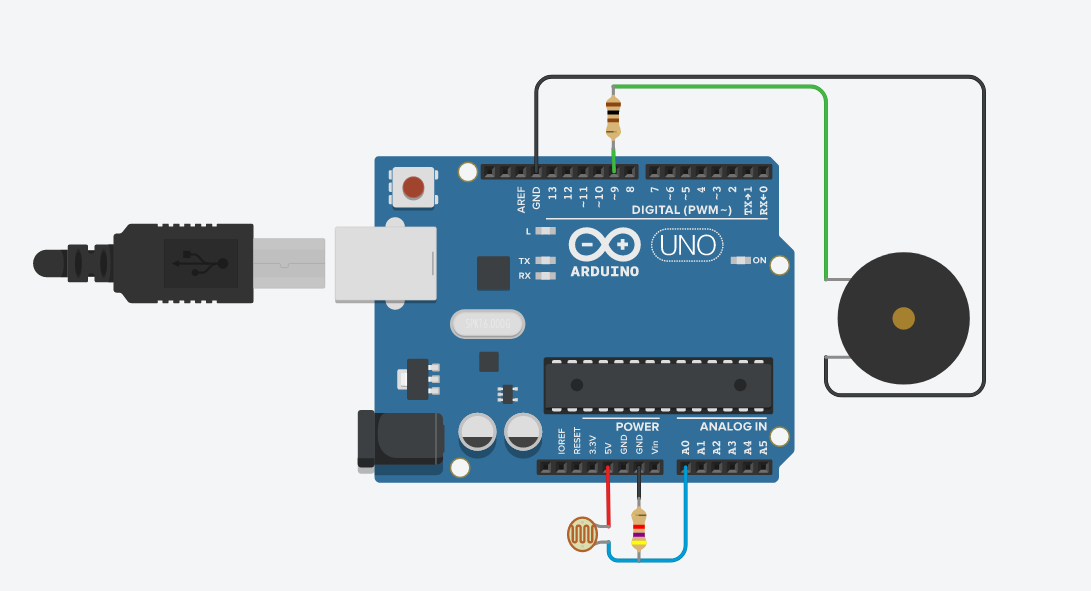 AREF
GND
13
12
~11
~10
~9
8
7
~6
~5
4
~3
2
TX→1
RX←0
DIGITAL (PWM~)
L
TX
RX
ARDUINO
UNO
ON
POWER
ANALOG IN
IOREF
RESET
3.3V
5V
GND
GND
Vin
A0
A1
A2
A3
A4
A5